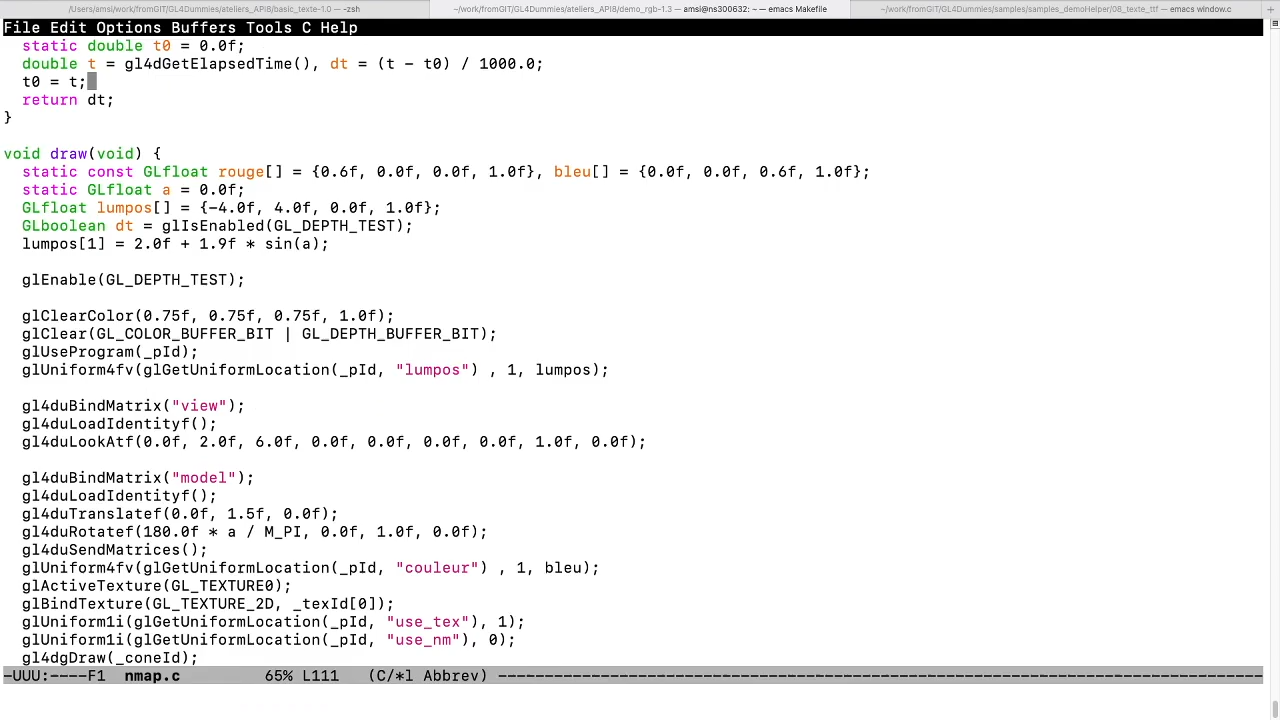 /Users/amsi/work/fromGIT/GL4Dummies/ateliers_API8/basic_texte-1.0 — -zsh
~/work/fromGIT/GL4Dummies/ateliers_API8/demo_rgb-1.3 — amsi@ns300632: ~ — emacs Makefile
~/work/fromGIT/GL4Dummies/samples/samples_demoHelper/08_texte_ttf — emacs window.c
+
File Edit Options Buffers Tools C Help
static double t0 = 0.0f;
double t = gl4dGetElapsedTime(), dt = (t - t0) / 1000.0;
t0 = t;
return dt;
}
void draw(void) {
static const GLfloat rouge[] = {0.6f, 0.0f, 0.0f, 1.0f}, bleu[] = {0.0f, 0.0f, 0.6f, 1.0f};
static GLfloat a = 0.0f;
GLfloat lumpos[] = {-4.0f, 4.0f, 0.0f, 1.0f};
GLboolean dt = glIsEnabled(GL_DEPTH_TEST);
lumpos[1] = 2.0f + 1.9f * sin(a);
glEnable(GL_DEPTH_TEST);
glClearColor(0.75f, 0.75f, 0.75f, 1.0f);
glClear(GL_COLOR_BUFFER_BIT | GL_DEPTH_BUFFER_BIT);
glUseProgram(_pId);
glUniform4fv(glGetUniformLocation(_pId, "lumpos") , 1, lumpos);
gl4duBindMatrix("view");
gl4duLoadIdentityf();
gl4duLookAtf(0.0f, 2.0f, 6.0f, 0.0f, 0.0f, 0.0f, 0.0f, 1.0f, 0.0f);
gl4duBindMatrix("model");
gl4duLoadIdentityf();
gl4duTranslatef(0.0f, 1.5f, 0.0f);
gl4duRotatef(180.0f * a / M_PI, 0.0f, 1.0f, 0.0f);
gl4duSendMatrices();
glUniform4fv(glGetUniformLocation(_pId, "couleur") , 1, bleu);
glActiveTexture(GL_TEXTURE0);
glBindTexture(GL_TEXTURE_2D, _texId[0]);
glUniform1i(glGetUniformLocation(_pId, "use_tex"), 1);
glUniform1i(glGetUniformLocation(_pId, "use_nm"), 0);
gl4dgDraw(_coneId);
-UUU:----F1 nmap.c 65% L111 (C/*l Abbrev) ----------------------------------------------------------------------------------